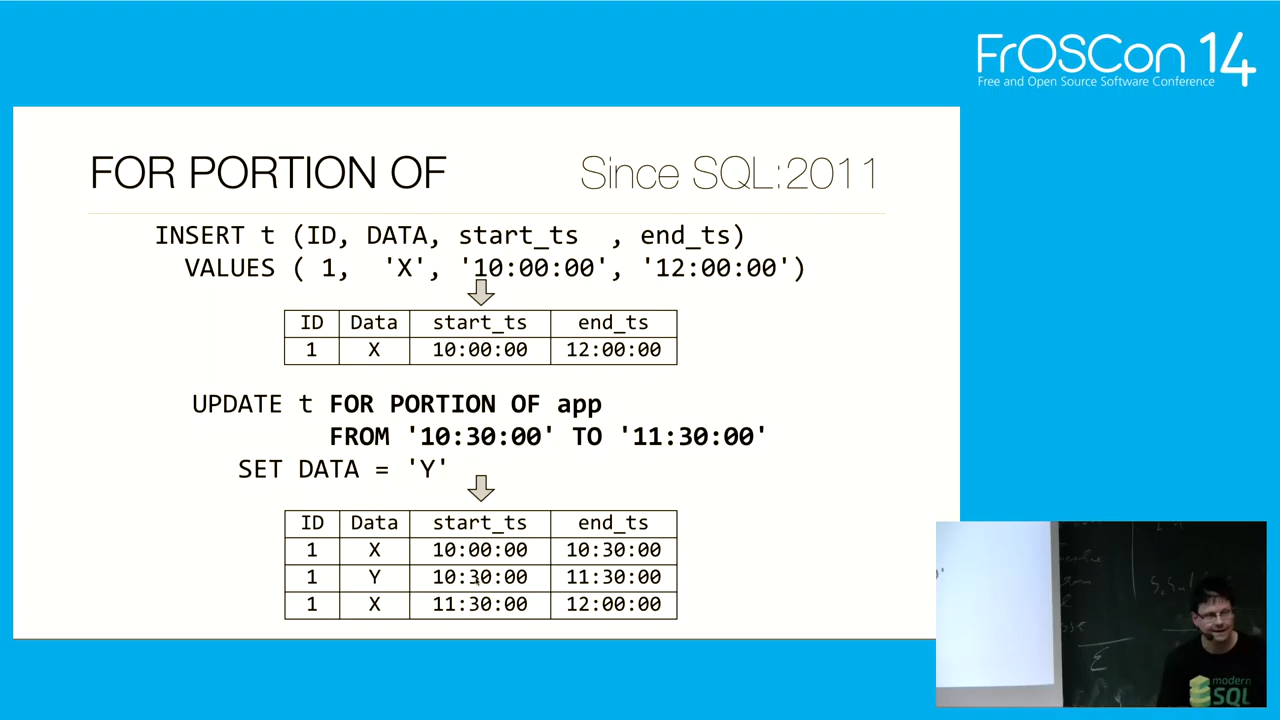 FrOSCon 14
Free and Open Source Software Conference
FOR PORTION OF Since SQL:2011
INSERT t (ID, DATA, start_ts , end_ts)
VALUES ( 1, 'X', '10:00:00', '12:00:00')
ID Data start_ts end_ts
1 X 10:00:00 12:00:00
UPDATE t FOR PORTION OF app
FROM '10:30:00' TO '11:30:00'
SET DATA = 'Y'
ID Data start_ts end_ts
1 X 10:00:00 10:30:00
1 Y 10:30:00 11:30:00
1 X 11:30:00 12:00:00
modern
SQL